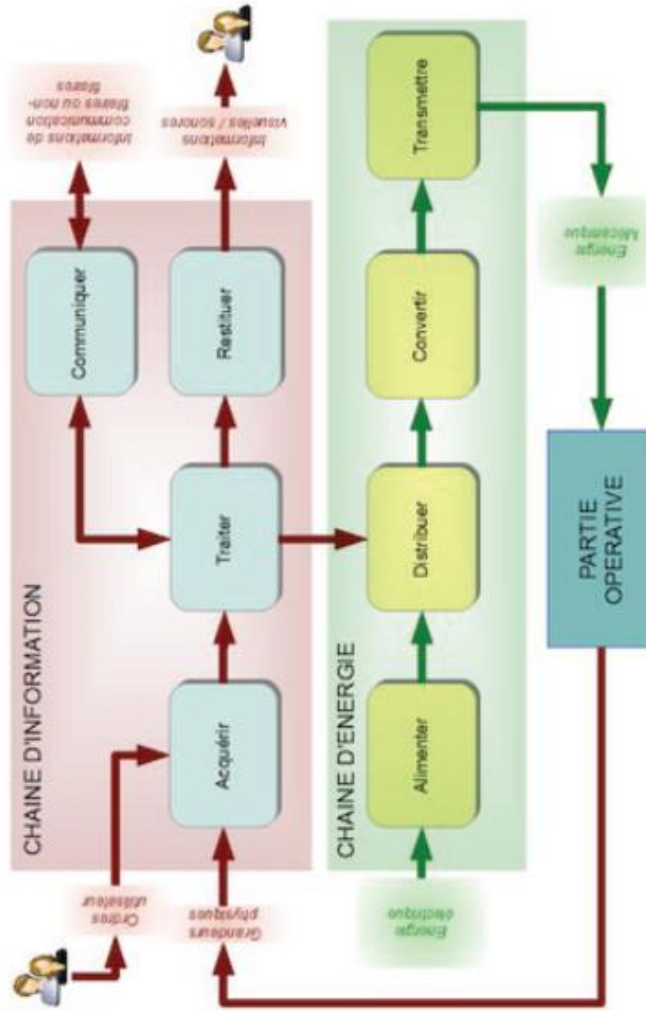 Ordres
utilisateur
Grandeurs
physiques
CHAINE D'INFORMATION
Acquérir
Traiter
Communiquer
Restituer
Informations de
communication
filaires ou non-
filaires
Informations
visuelles / sonores
CHAINE D'ENERGIE
Energie
électrique
Alimenter
Distribuer
Convertir
Transmettre
Energie
Mécanique
PARTIE
OPERATIVE